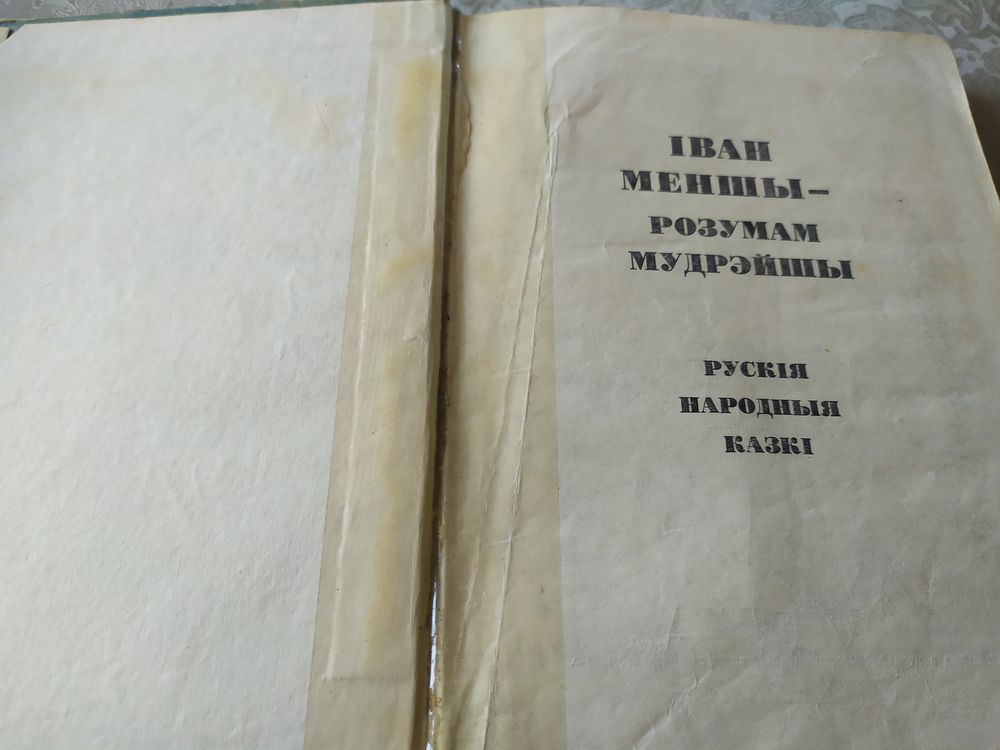 ІВАН
МЕНШЫ–
РОЗУМАМ
МУДРЭЙШЫ
РУСКІЯ
НАРОДНЫЯ
КАЗКІ